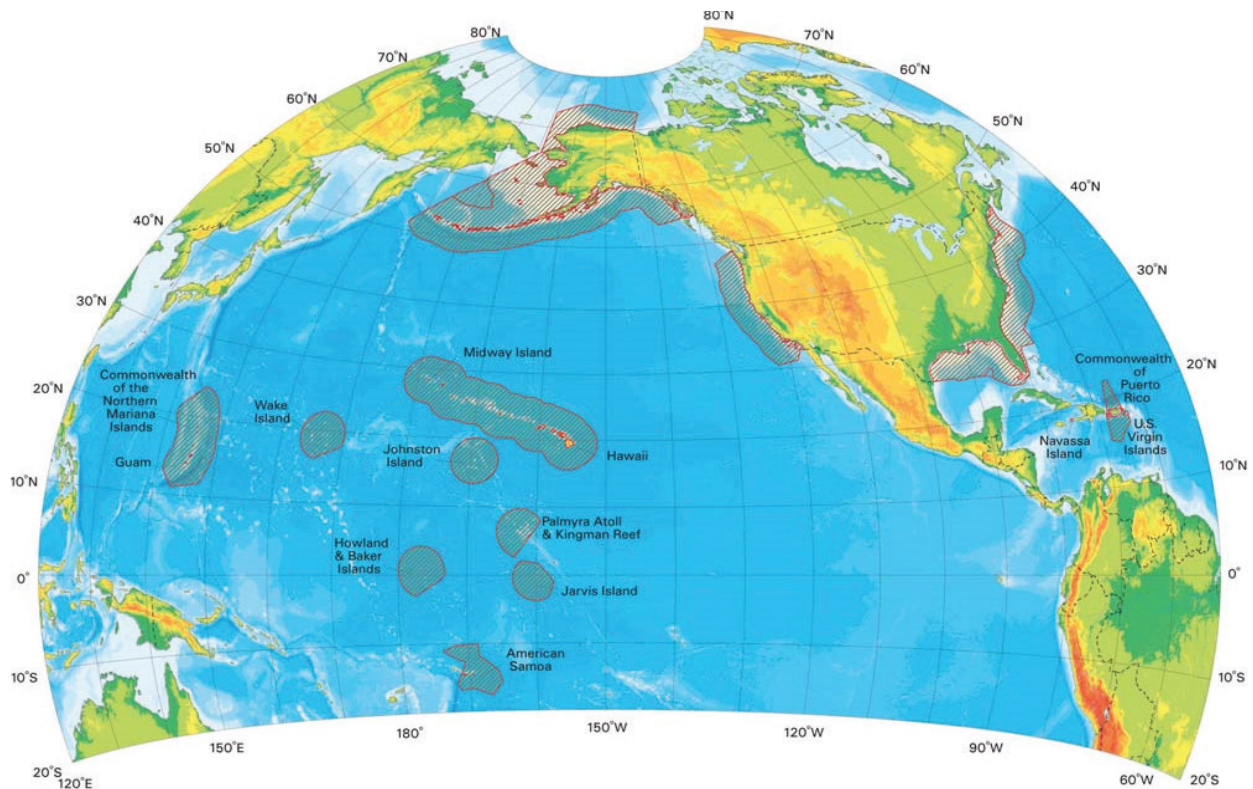 80°N
80°N
70°N
70°N
60°N
60°N
50°N
50°N
40°N
40°N
30°N
30°N
20°N
20°N
10°N
10°N
0°
0°
10°S
10°S
20°S
20°S
120°E
150°E
180°
150°W
120°W
90°W
60°W
Midway Island
Commonwealth
of the
Northern
Mariana
Islands
Guam
Wake
Island
Johnston
Island
Hawaii
Palmyra Atoll
& Kingman Reef
Howland
& Baker
Islands
Jarvis Island
American
Samoa
Commonwealth
of
Puerto
Rico
U.S.
Virgin
Islands
Navassa
Island